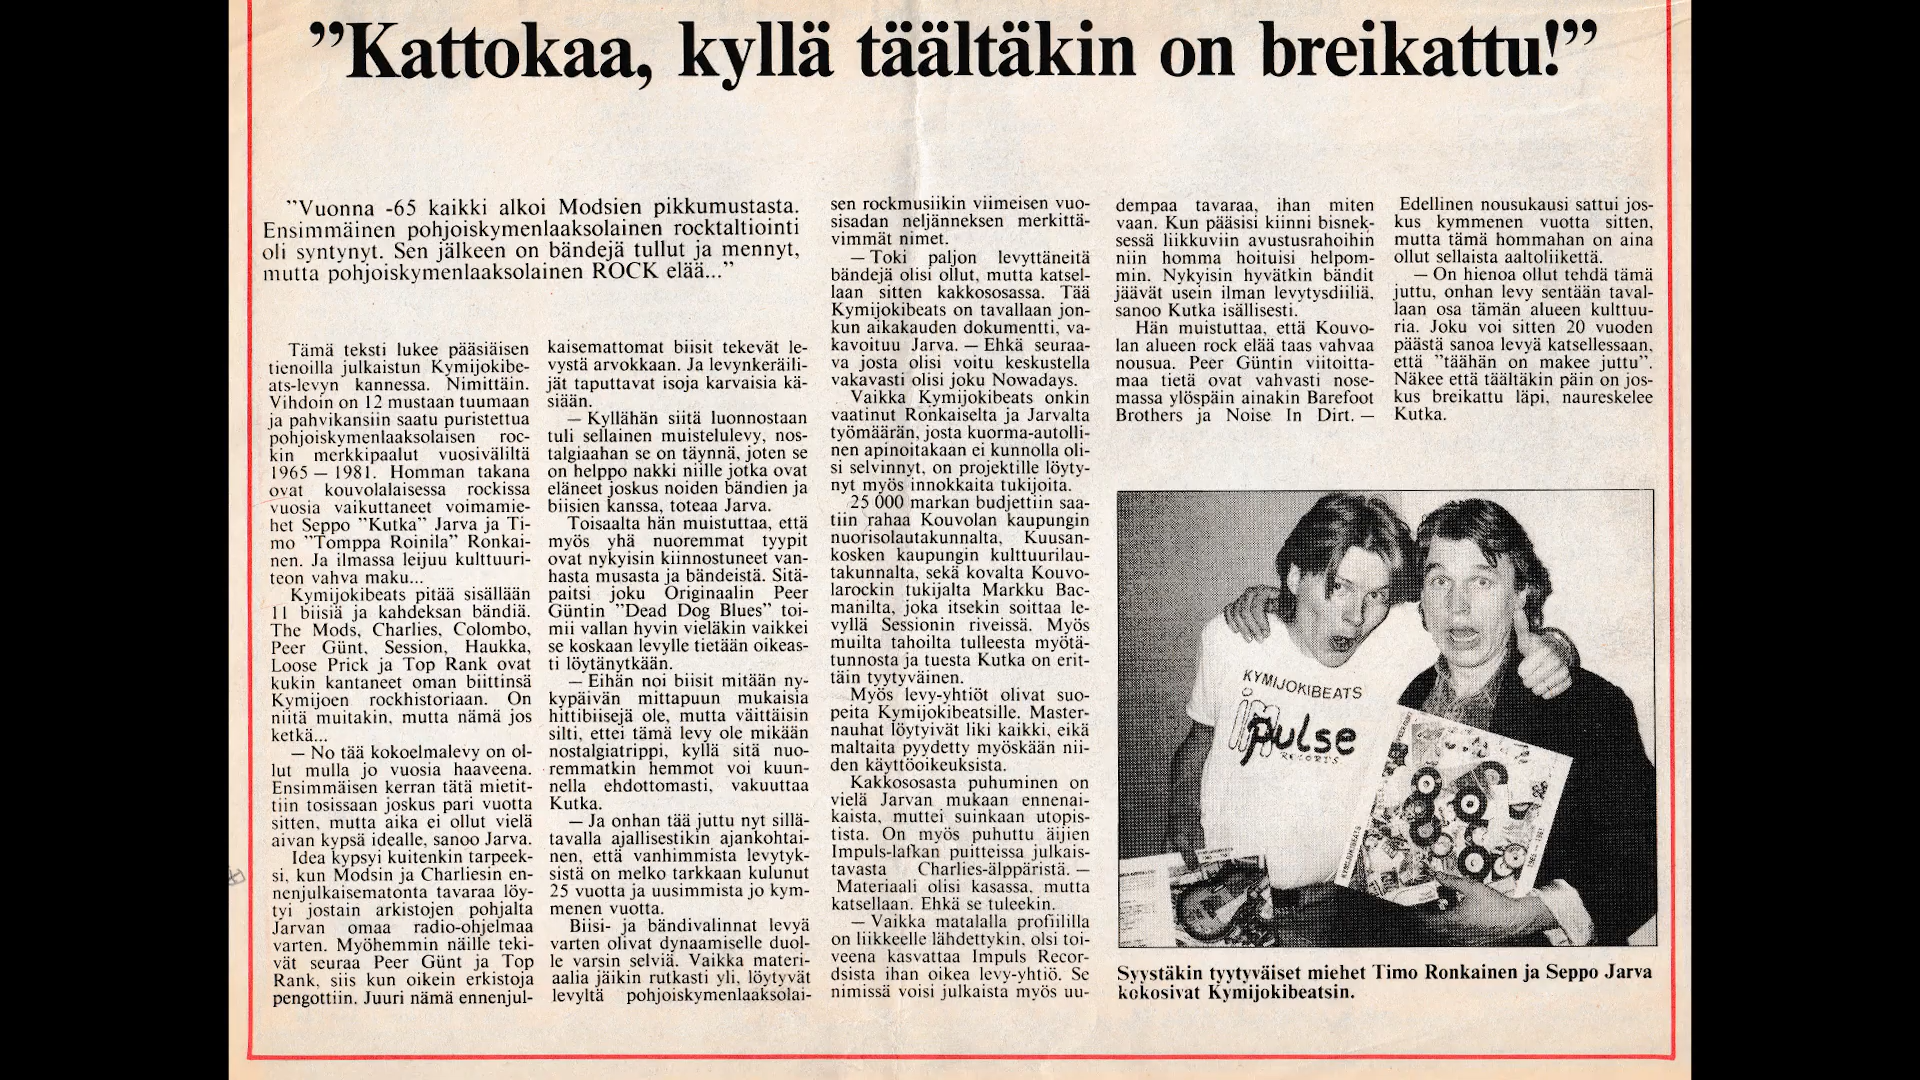 ”Kattokaa, kyllä täältäkin on breikattu!”
”Vuonna -65 kaikki alkoi Modsien pikkumustasta.
Ensimmäinen pohjoiskymenlaaksolainen rocktaltiointi
oli syntynyt. Sen jälkeen on bändejä tullut ja mennyt,
mutta pohjoiskymenlaaksolainen ROCK elää...”
Tämä teksti lukee pääsiäisen
tienoilla julkaistun Kymijokibe-
ats-levyn kannessa. Nimittäin.
Vihdoin on 12 mustaan tuumaan
ja pahvikansiin saatu puristettua
pohjoiskymenlaaksolaisen roc-
kin merkkipaalut vuosiväliltä
1965 — 1981. Homman takana
ovat kouvolalaisessa rockissa
vuosia vaikuttaneet voimamie-
het Seppo ”Kutka” Jarva ja Ti-
mo ”Tomppa Roinila” Ronkai-
nen. Ja ilmassa leijuu kulttuuri-
teon vahva maku...
Kymijokibeats pitää sisällään
11 biisiä ja kahdeksan bändiä.
The Mods, Charlies, Colombo,
Peer Günt, Session, Haukka,
Loose Prick ja Top Rank ovat
kukin kantaneet oman biittinsä
Kymijoen rockhistoriaan. On
niitä muitakin, mutta nämä jos
ketkä...
— No tää kokoelmalevy on ol-
lut mulla jo vuosia haaveena.
Ensimmäisen kerran tätä mietit-
tiin tosissaan joskus pari vuotta
sitten, mutta aika ei ollut vielä
aivan kypsä idealle, sanoo Jarva.
Idea kypsyi kuitenkin tarpeek-
si, kun Modsin ja Charliesin en-
nenjulkaisematonta tavaraa löy-
tyi jostain arkistojen pohjalta
Jarvan omaa radio-ohjelmaa
varten. Myöhemmin näille teki-
vät seuraa Peer Günt ja Top
Rank, siis kun oikein erkistoja
pengottiin. Juuri nämä ennenjul-
kaisemattomat biisit tekevät le-
vystä arvokkaan. Ja levynkeräili-
jät taputtavat isoja karvaisia kä-
siään.
— Kyllähän siitä luonnostaan
tuli sellainen muistelulevy, nos-
talgiaahan se on täynnä, joten se
on helppo nakki niille jotka ovat
eläneet joskus noiden bändien ja
biisien kanssa, toteaa Jarva.
Toisaalta hän muistuttaa, että
myös yhä nuoremmat tyypit
ovat nykyisin kiinnostuneet van-
hasta musasta ja bändeistä. Sitä-
paitsi joku Originaalin Peer
Güntin ”Dead Dog Blues” toi-
mii vallan hyvin vieläkin vaikkei
se koskaan levylle tietään oikeas-
ti löytänytkään.
— Eihän noi biisit mitään ny-
kypäivän mittapuun mukaisia
hittibiisejä ole, mutta väittäisin
silti, ettei tämä levy ole mikään
nostalgiatrippi, kyllä sitä nuo-
remmatkin hemmot voi kuun-
nella ehdottomasti, vakuuttaa
Kutka.
— Ja onhan tää juttu nyt sillä-
tavalla ajallisestikin ajankohtai-
nen, että vanhimmista levytyk-
sistä on melko tarkkaan kulunut
25 vuotta ja uusimmista jo kym-
menen vuotta.
Biisi- ja bändivalinnat levyä
varten olivat dynaamiselle duol-
le varsin selviä. Vaikka materi-
aalia jäikin rutkasti yli, löytyvät
levyltä pohjoiskymenlaaksolai-
sen rockmusiikin viimeisen vuo-
sisadan neljänneksen merkittä-
vimmät nimet.
— Toki paljon levyttäneitä
bändejä olisi ollut, mutta katsel-
laan sitten kakkososassa. Tää
Kymijokibeats on tavallaan jon-
kun aikakauden dokumentti, va-
kavoituu Jarva. — Ehkä seuraa-
va josta olisi voitu keskustella
vakavasti olisi joku Nowadays.
Vaikka Kymijokibeats onkin
vaatinut Ronkaiselta ja Jarvalta
työmäärän, josta kuorma-autolli-
nen apinoitakaan ei kunnolla oli-
si selvinnyt, on projektille löyty-
nyt myös innokkaita tukijoita.
25 000 markan budjettiin saa-
tiin rahaa Kouvolan kaupungin
nuorisolautakunnalta, Kuusan-
kosken kaupungin kulttuurilau-
takunnalta, sekä kovalta Kouvo-
larockin tukijalta Markku Bac-
manilta, joka itsekin soittaa le-
vyllä Sessionin riveissä. Myös
muilta tahoilta tulleesta myötä-
tunnosta ja tuesta Kutka on erit-
täin tyytyväinen.
Myös levy-yhtiöt olivat suo-
peita Kymijokibeatsille. Master-
nauhat löytyivät liki kaikki, eikä
maltaita pyydetty myöskään nii-
den käyttöoikeuksista.
Kakkososasta puhuminen on
vielä Jarvan mukaan ennenai-
kaista, muttei suinkaan utopis-
tista. On myös puhuttu äijien
Impuls-lafkan puitteissa julkais-
tavasta Charlies-älppäristä. —
Materiaali olisi kasassa, mutta
katsellaan. Ehkä se tuleekin.
— Vaikka matalalla profiililla
on liikkeelle lähdettykin, olsi toi-
veena kasvattaa Impuls Recor-
dsista ihan oikea levy-yhtiö. Se
nimissä voisi julkaista myös uu-
dempaa tavaraa, ihan miten
vaan. Kun pääsisi kiinni bisnek-
sessä liikkuviin avustusrahoihin
niin homma hoituisi helpom-
min. Nykyisin hyvätkin bändit
jäävät usein ilman levytysdiiliä,
sanoo Kutka isällisesti.
Hän muistuttaa, että Kouvo-
lan alueen rock elää taas vahvaa
nousua. Peer Güntin viitoitta-
maa tietä ovat vahvasti nose-
massa ylöspäin ainakin Barefoot
Brothers ja Noise In Dirt. —
Edellinen nousukausi sattui jos-
kus kymmenen vuotta sitten,
mutta tämä hommahan on aina
ollut sellaista aaltoliikettä.
— On hienoa ollut tehdä tämä
juttu, onhan levy sentään taval-
laan osa tämän alueen kulttuu-
ria. Joku voi sitten 20 vuoden
päästä sanoa levyä katsellessaan,
että ”täähän on makee juttu”.
Näkee että täältäkin päin on jos-
kus breikattu läpi, naureskelee
Kutka.
KYMIJOKIBEATS
impulse
RECORDS
KYMIJOKIBEATS
Syystäkin tyytyväiset miehet Timo Ronkainen ja Seppo Jarva
kokosivat Kymijokibeatsin.